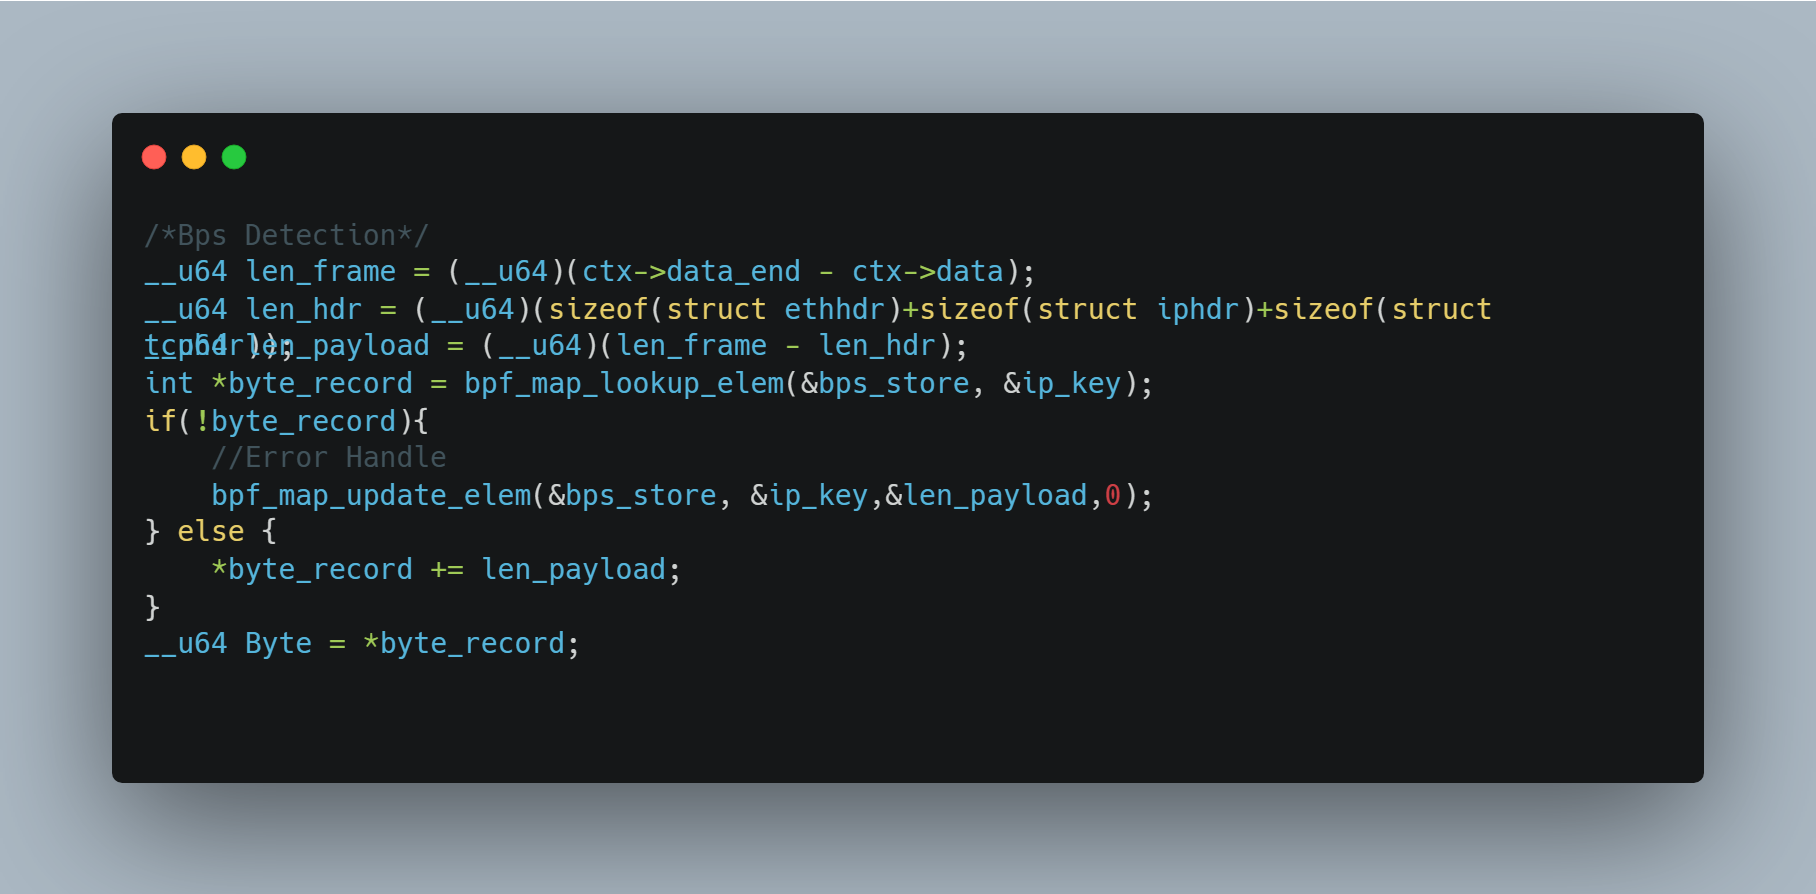 /*Bps Detection*/
__u64 len_frame = (__u64)(ctx->data_end - ctx->data);
__u64 len_hdr = (__u64)(sizeof(struct ethhdr)+sizeof(struct iphdr)+sizeof(struct
tcphdr));
__u64 len_payload = (__u64)(len_frame - len_hdr);
int *byte_record = bpf_map_lookup_elem(&bps_store, &ip_key);
if(!byte_record){
    //Error Handle
    bpf_map_update_elem(&bps_store, &ip_key,&len_payload,0);
} else {
    *byte_record += len_payload;
}
__u64 Byte = *byte_record;